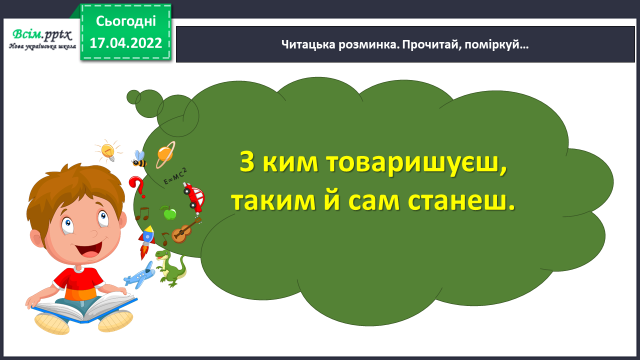 Всім.pptx
Нова українська школа
Сьогодні
17.04.2022
Читацька розминка. Прочитай, поміркуй…
З ким товаришуєш,
таким й сам станеш.
E=MC²